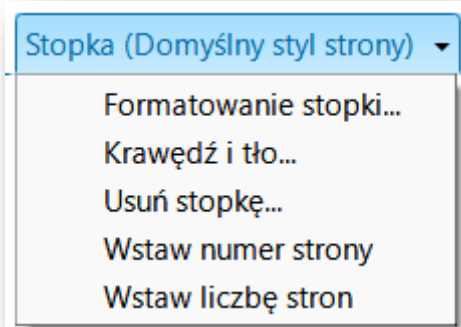 Stopka (Domyślny styl strony)
Formatowanie stopki...
Krawędź i tło...
Usuń stopkę...
Wstaw numer strony
Wstaw liczbę stron